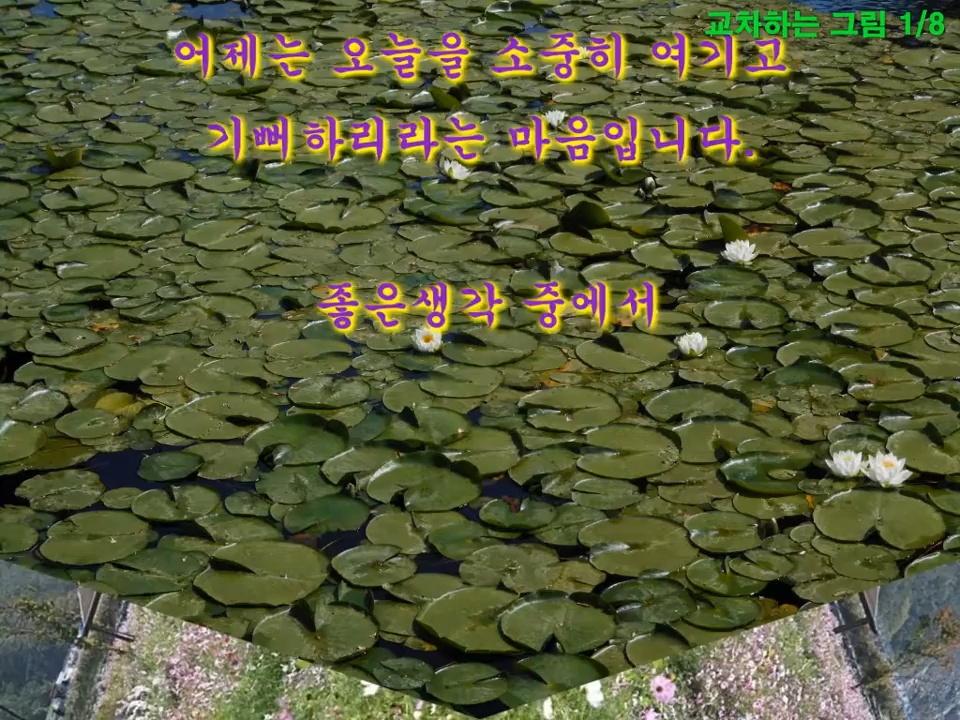 교차하는 그림 1/8
어제는 오늘을 소중히 여기고
기뻐하리라는 마음입니다.
좋은생각 중에서